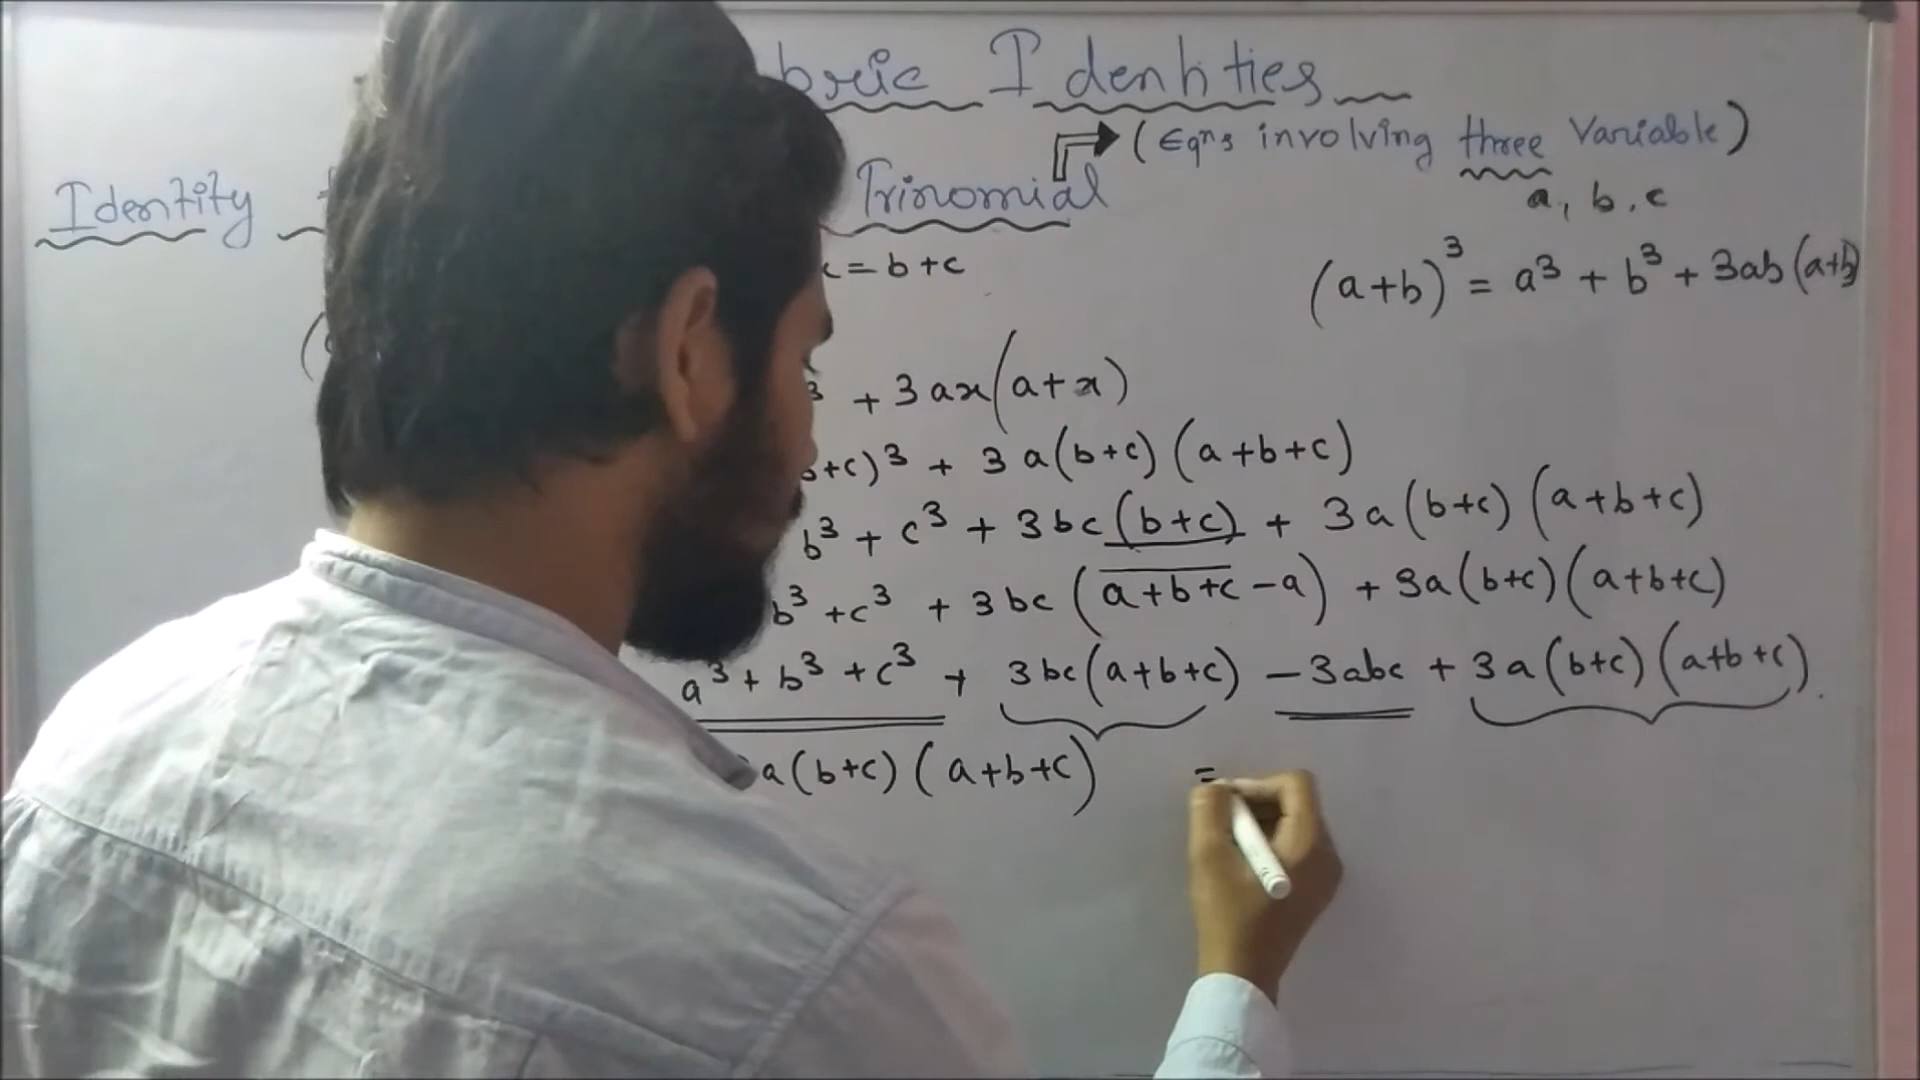 bric Identities
(Eqns involving three Variable)
Identity Trinomial
a, b, c
x = b + c
(a+b)³ = a³ + b³ + 3ab(a+b)
³ + 3ax(a+x)
b+c)³ + 3a(b+c)(a+b+c)
b³ + c³ + 3bc(b+c) + 3a(b+c)(a+b+c)
b³ + c³ + 3bc(a+b+c-a) + 3a(b+c)(a+b+c)
a³ + b³ + c³ + 3bc(a+b+c) - 3abc + 3a(b+c)(a+b+c)
a(b+c)(a+b+c) =